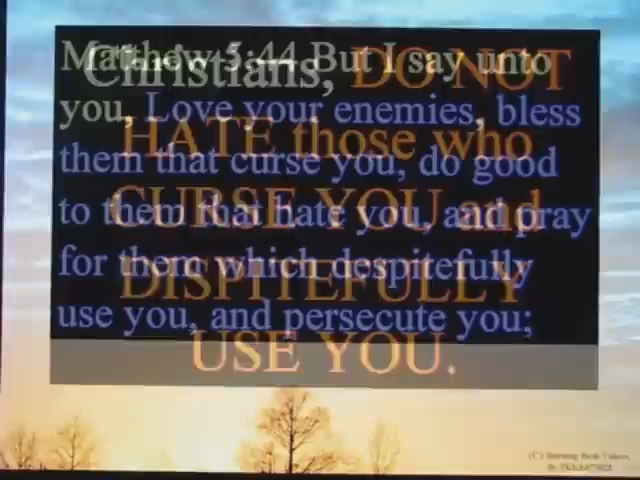 Matthew 5:44 But I say unto
you, Love your enemies, bless
them that curse you, do good
to them that hate you, and pray
for them which despitefully
use you, and persecute you;
Christians, DO NOT
HATE those who
CURSE YOU and
DISPITEFULLY
USE YOU.
(C)